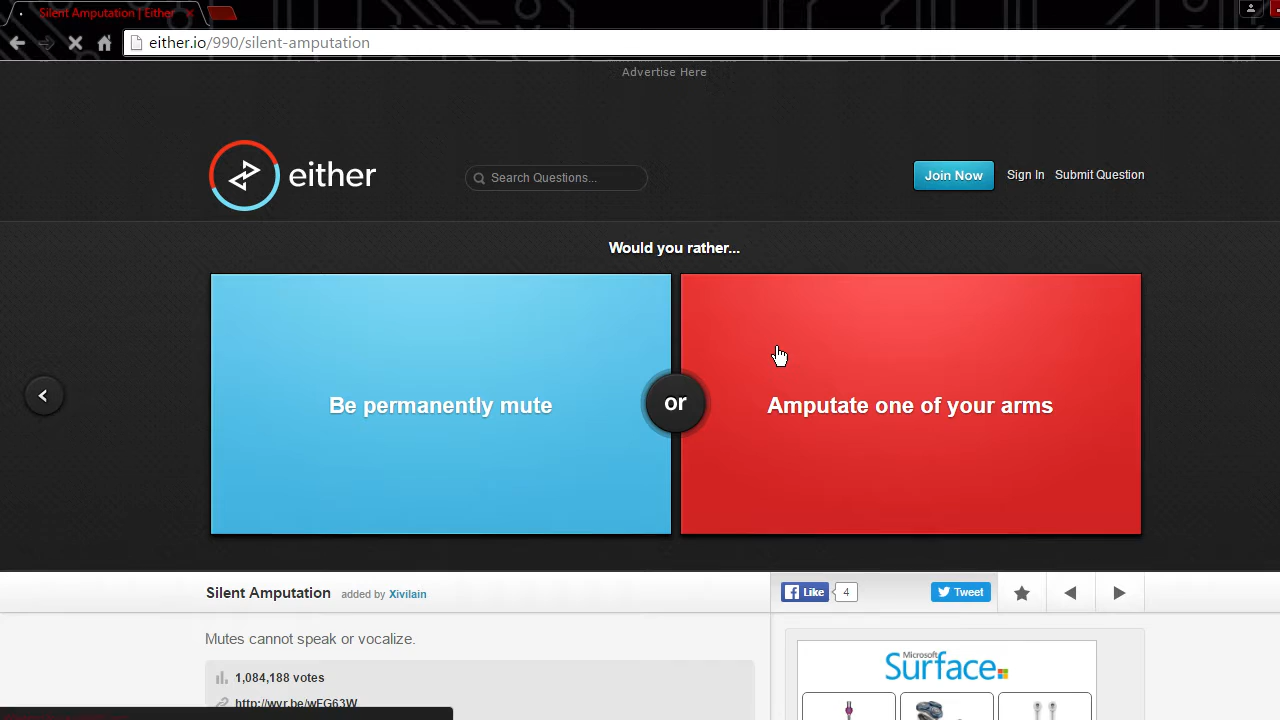 Silent Amputation | Either
either.io/990/silent-amputation
Advertise Here
either
Search Questions...
Join Now
Sign In
Submit Question
Would you rather...
Be permanently mute
or
Amputate one of your arms
Silent Amputation added by Xivilain
Like
4
Tweet
Mutes cannot speak or vocalize.
1,084,188 votes
http://wyr.be/wEG63W
Microsoft
Surface